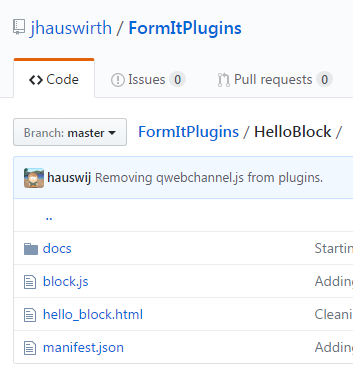 jhauswirth / FormItPlugins
Code Issues 0 Pull requests 0
Branch: master FormItPlugins / HelloBlock /
hauswij Removing qwebchannel.js from plugins.
..
docs Startin
block.js Adding
hello_block.html Cleani
manifest.json Adding